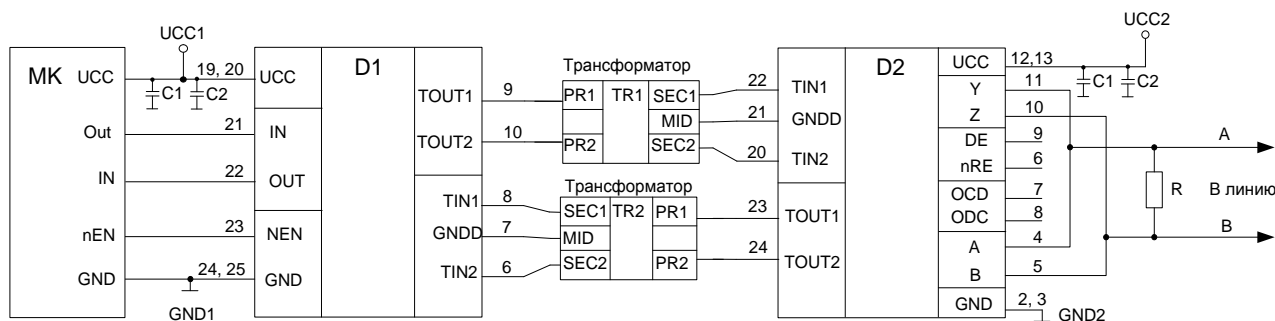 UCC1
MK
UCC
C1
C2
19, 20
Out
21
IN
22
nEN
23
GND
24, 25
GND1
UCC
D1
IN
OUT
NEN
GND
TOUT1
9
TOUT2
10
TIN1
8
GNDD
7
TIN2
6
Трансформатор
PR1
TR1
SEC1
MID
PR2
SEC2
Трансформатор
SEC1
TR2
PR1
MID
SEC2
PR2
22
21
20
23
24
TIN1
GNDD
TIN2
TOUT1
TOUT2
D2
UCC
12,13
Y
11
Z
10
DE
9
nRE
6
OCD
7
ODC
8
A
4
B
5
GND
2, 3
GND2
UCC2
C1
C2
A
R
В линию
B